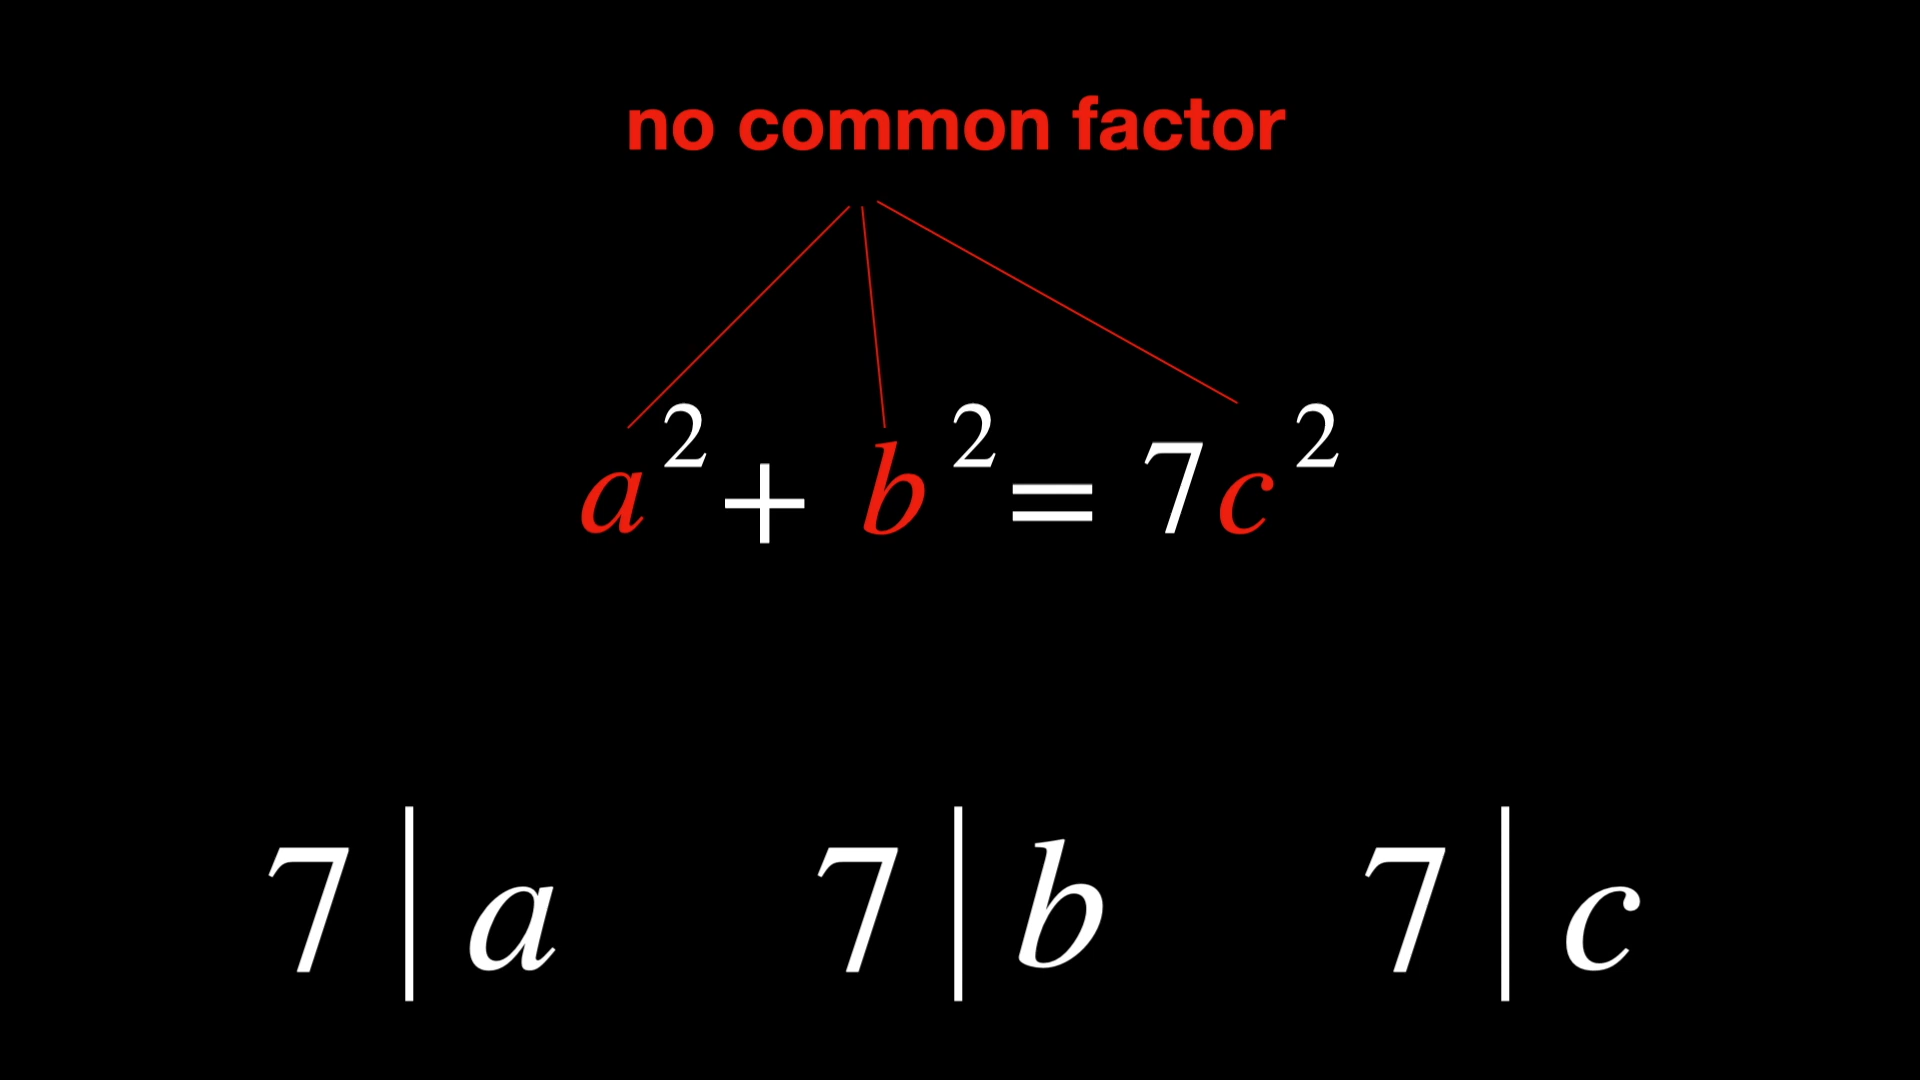 no common factor
a² + b² = 7c²
7 | a 7 | b 7 | c